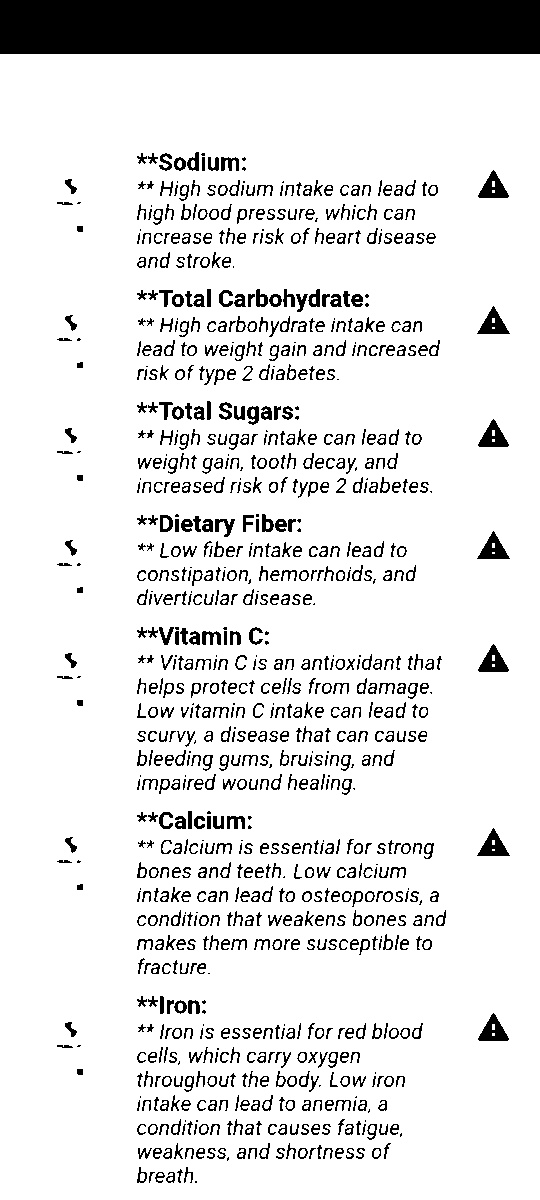 **Sodium:
** High sodium intake can lead to
high blood pressure, which can
increase the risk of heart disease
and stroke.
**Total Carbohydrate:
** High carbohydrate intake can
lead to weight gain and increased
risk of type 2 diabetes.
**Total Sugars:
** High sugar intake can lead to
weight gain, tooth decay, and
increased risk of type 2 diabetes.
**Dietary Fiber:
** Low fiber intake can lead to
constipation, hemorrhoids, and
diverticular disease.
**Vitamin C:
** Vitamin C is an antioxidant that
helps protect cells from damage.
Low vitamin C intake can lead to
scurvy, a disease that can cause
bleeding gums, bruising, and
impaired wound healing.
**Calcium:
** Calcium is essential for strong
bones and teeth. Low calcium
intake can lead to osteoporosis, a
condition that weakens bones and
makes them more susceptible to
fracture.
**Iron:
** Iron is essential for red blood
cells, which carry oxygen
throughout the body. Low iron
intake can lead to anemia, a
condition that causes fatigue,
weakness, and shortness of
breath.